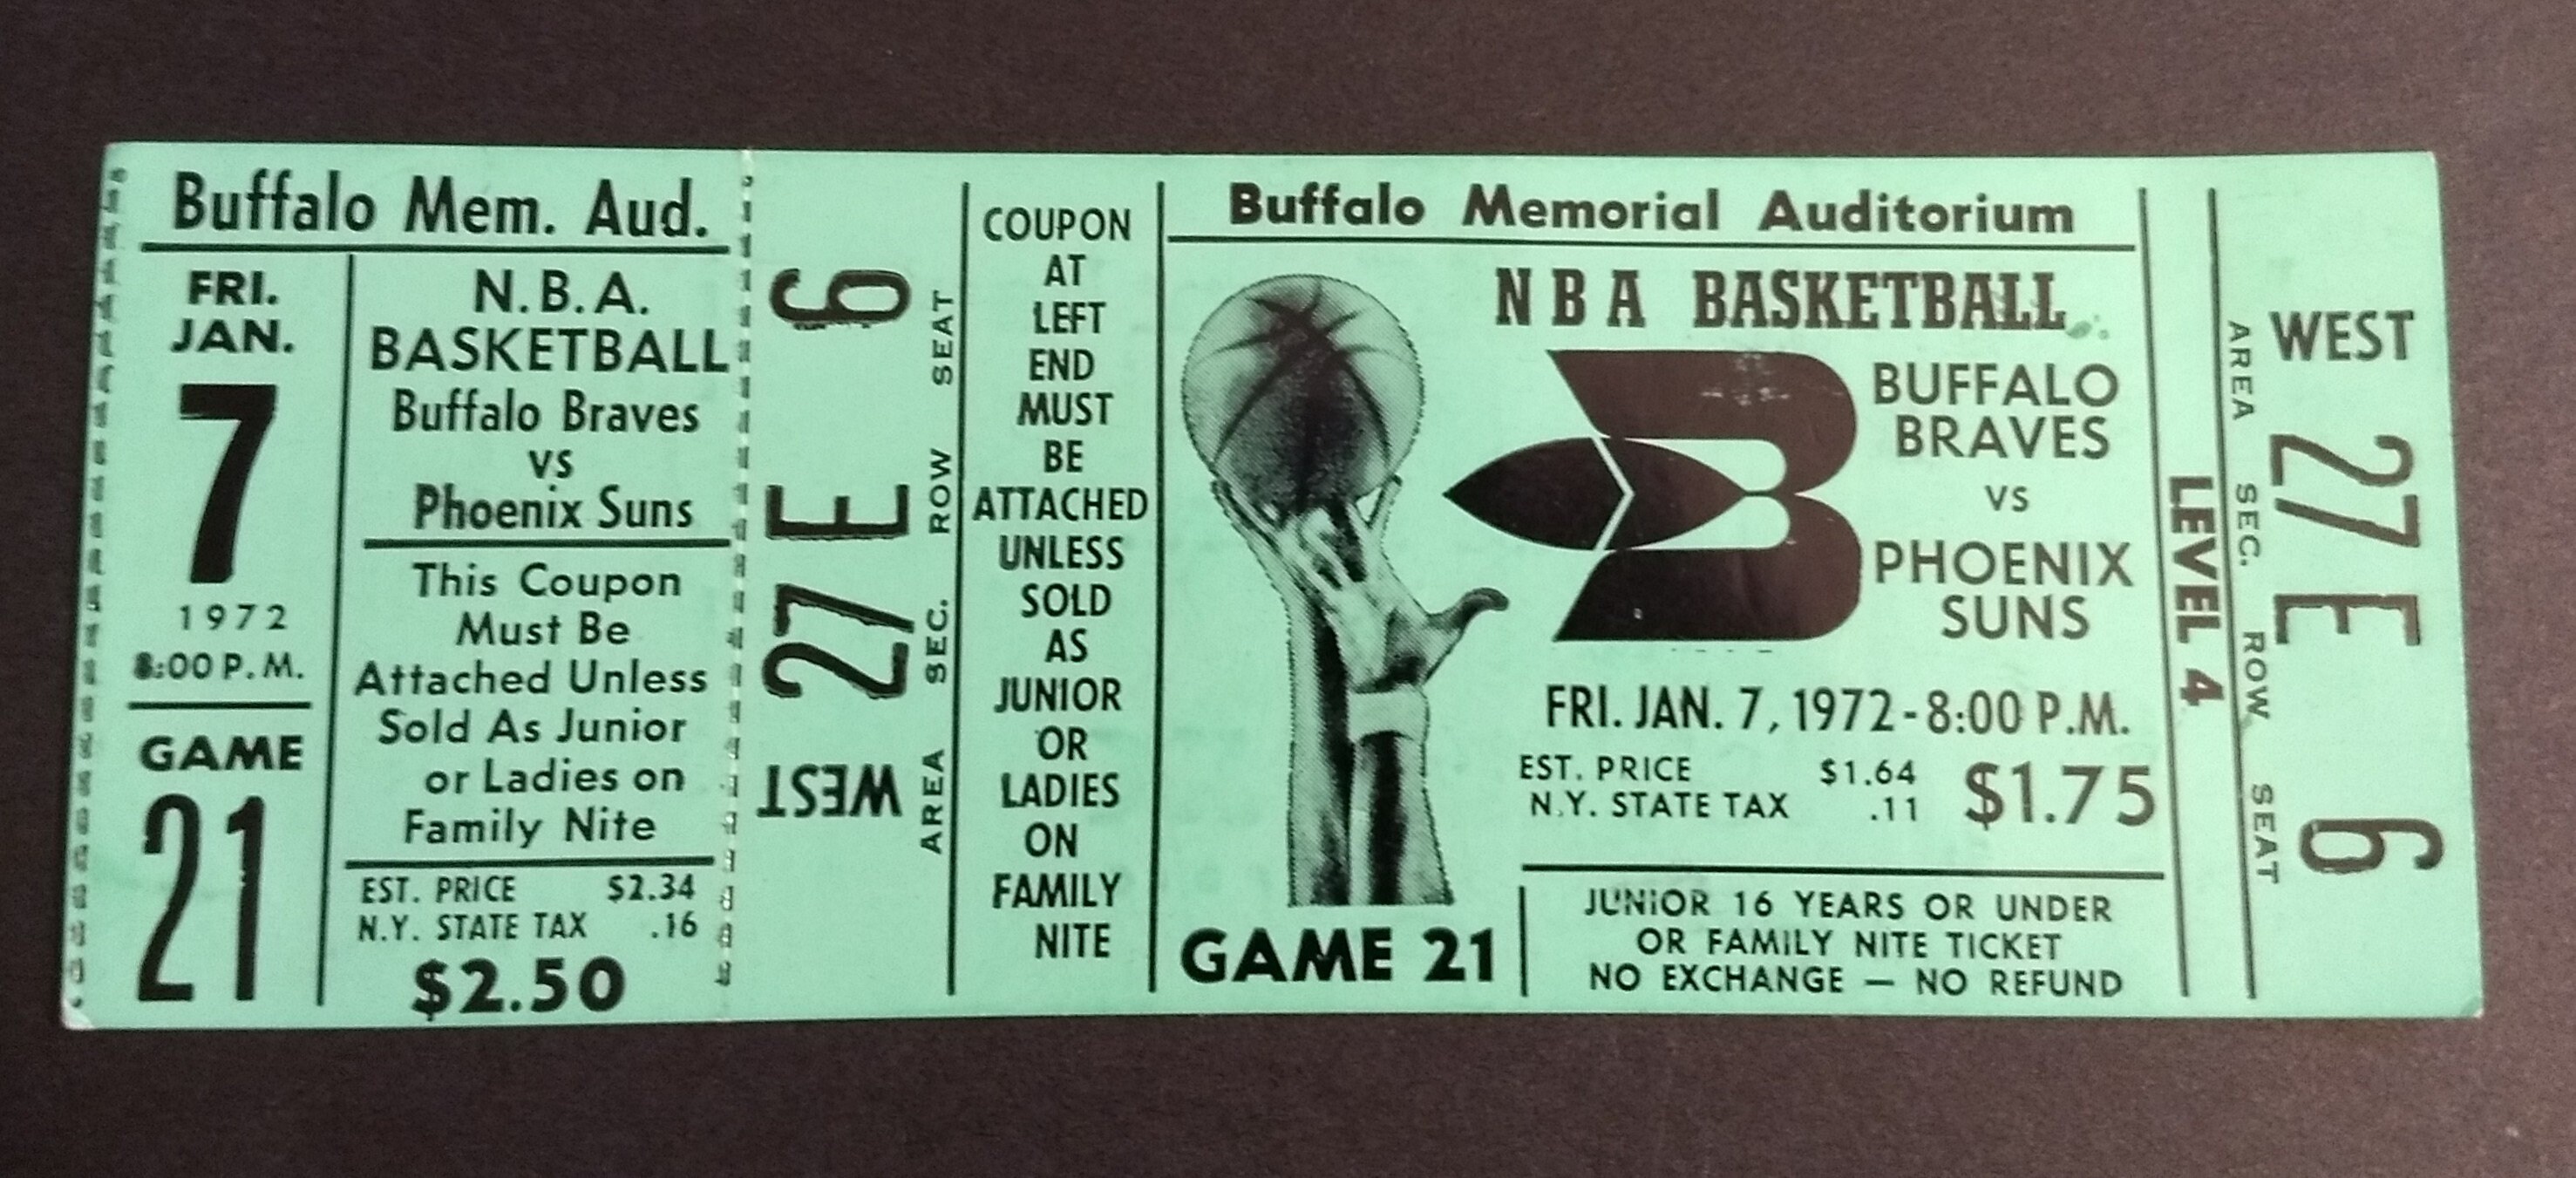 Buffalo Mem. Aud.
FRI.
JAN.
7
1972
8:00 P.M.
GAME
21
N.B.A.
BASKETBALL
Buffalo Braves
vs
Phoenix Suns
This Coupon
Must Be
Attached Unless
Sold As Junior
or Ladies on
Family Nite
EST. PRICE $2.34
N.Y. STATE TAX .16
$2.50
WEST 27 E 6
AREA SEC. ROW SEAT
COUPON
AT
LEFT
END
MUST
BE
ATTACHED
UNLESS
SOLD
AS
JUNIOR
OR
LADIES
ON
FAMILY
NITE
Buffalo Memorial Auditorium
NBA BASKETBALL
BUFFALO
BRAVES
VS
PHOENIX
SUNS
FRI. JAN. 7, 1972-8:00 P.M.
EST. PRICE $1.64
N.Y. STATE TAX .11
$1.75
GAME 21
JUNIOR 16 YEARS OR UNDER
OR FAMILY NITE TICKET
NO EXCHANGE — NO REFUND
LEVEL 4
AREA SEC. ROW SEAT
WEST 27 E 6